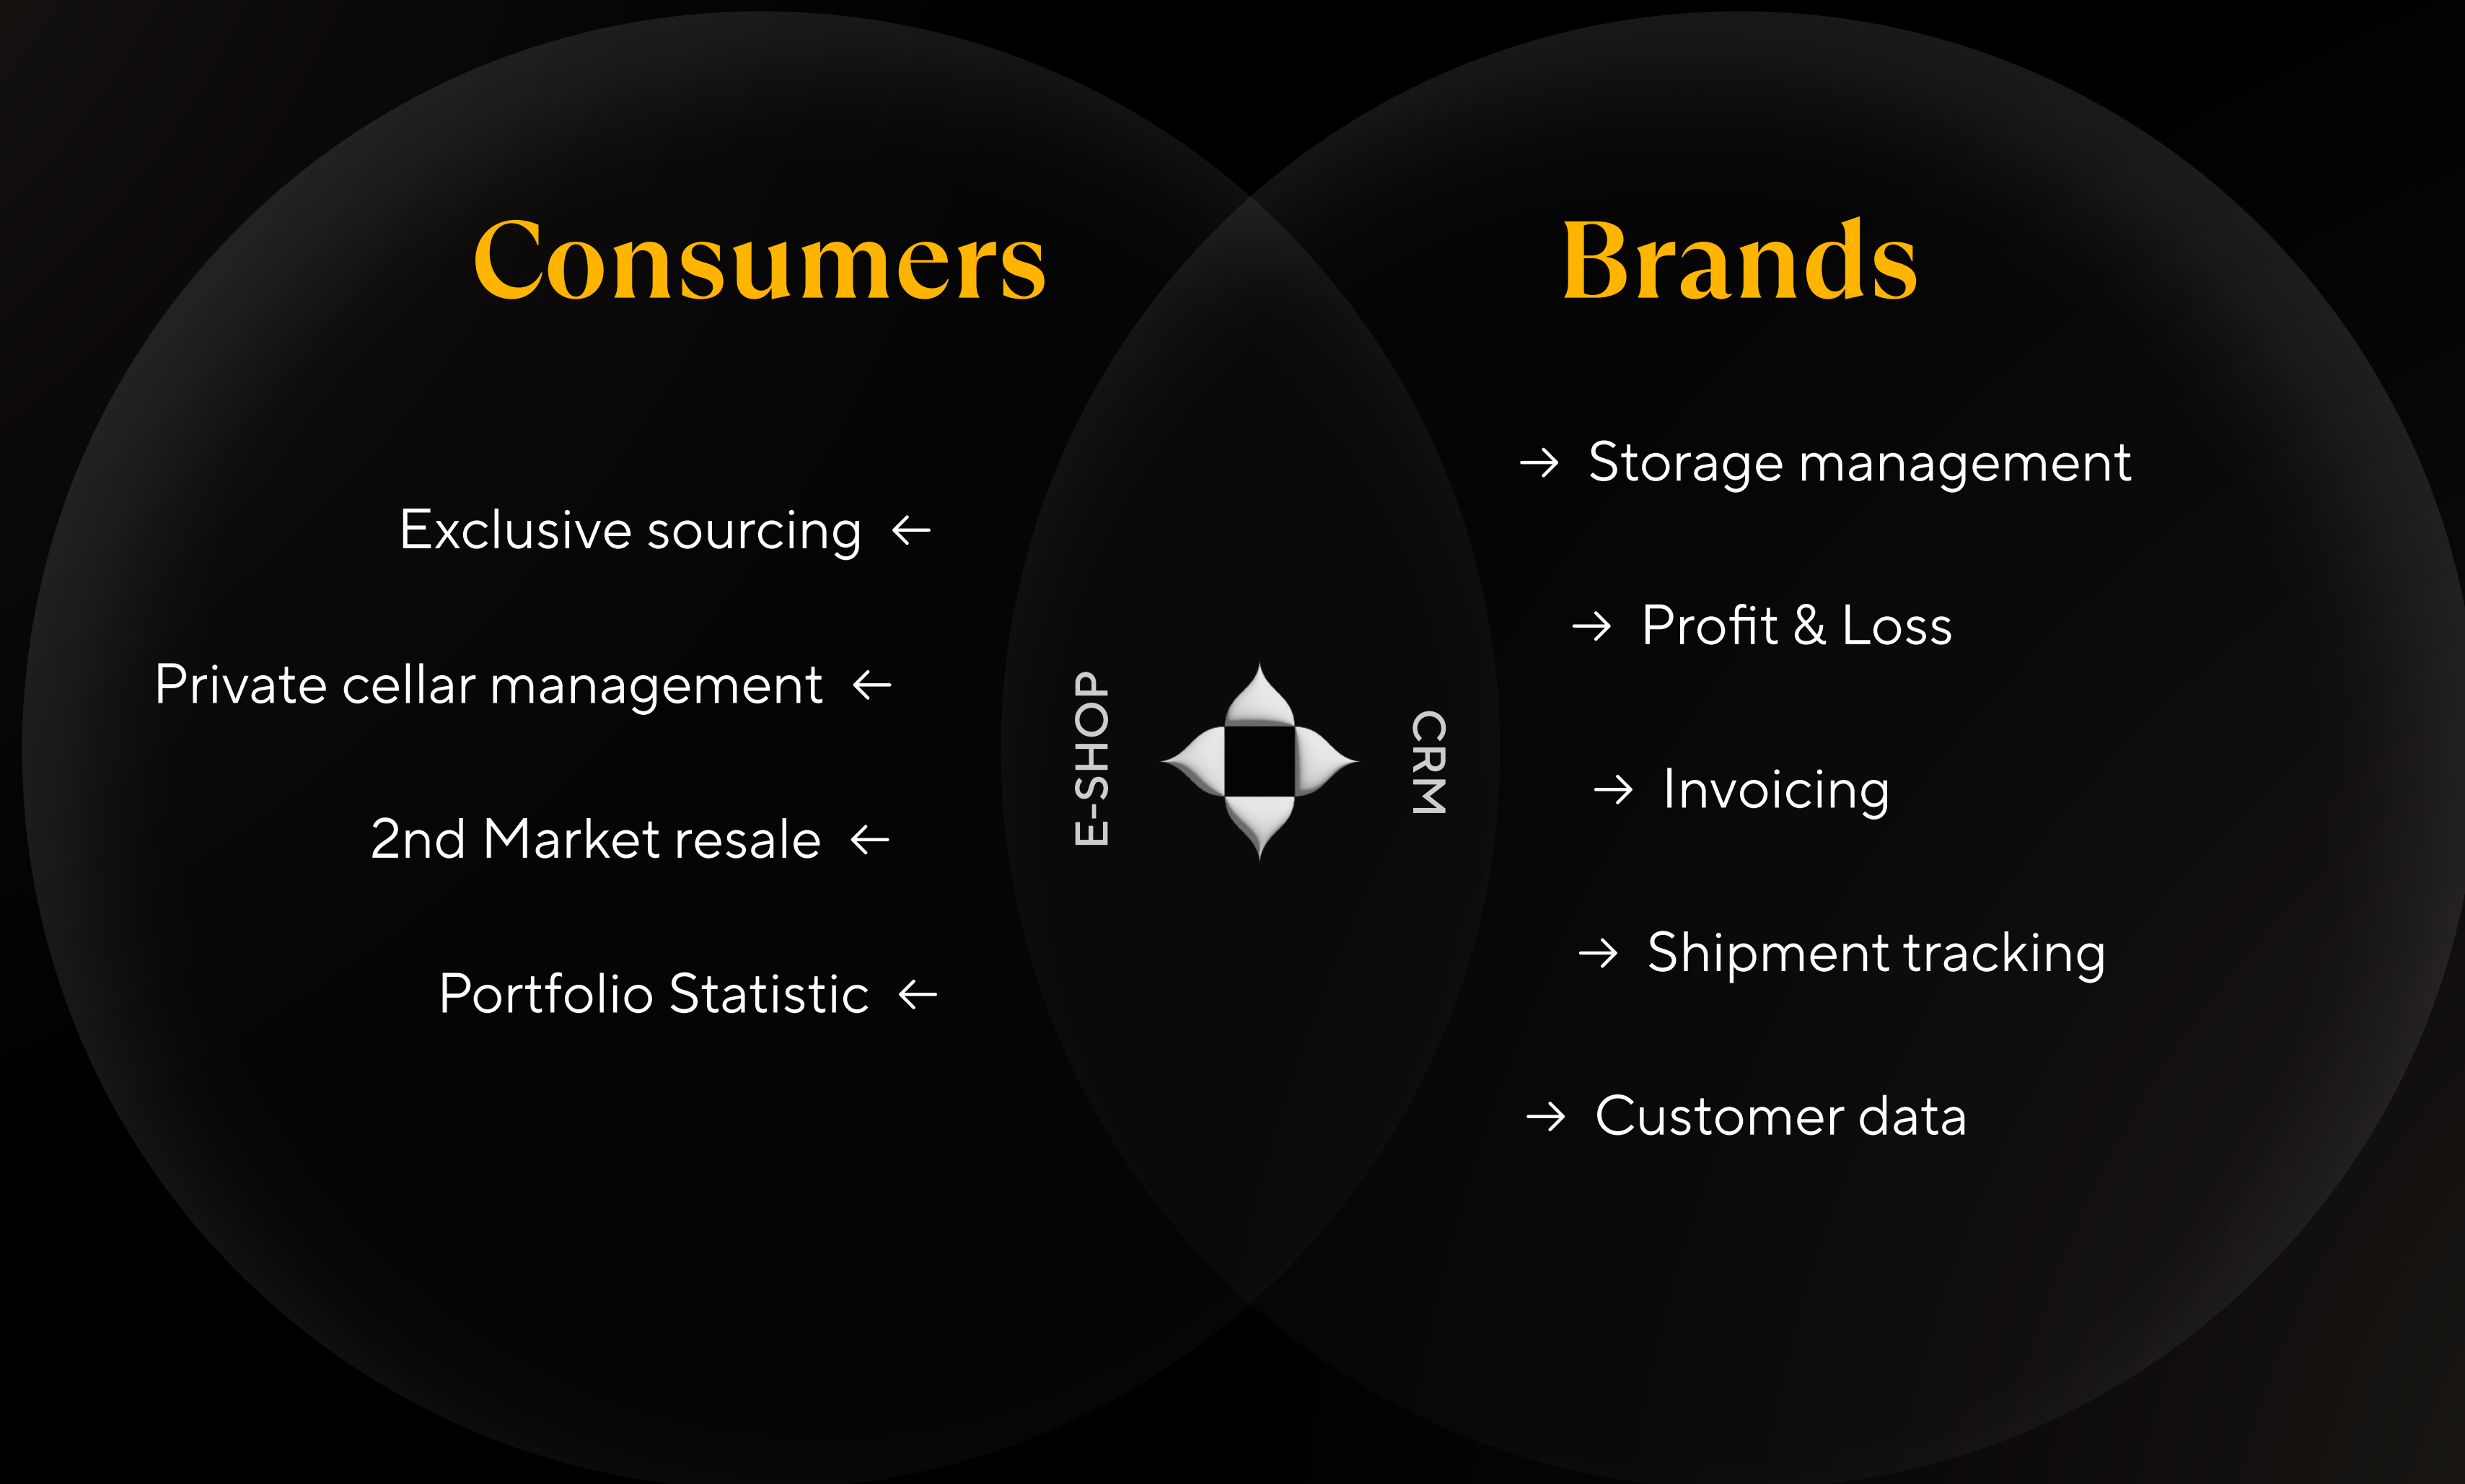 Consumers
Exclusive sourcing ←
Private cellar management ←
2nd Market resale ←
Portfolio Statistic ←
E-SHOP
CRM
Brands
→ Storage management
→ Profit & Loss
→ Invoicing
→ Shipment tracking
→ Customer data